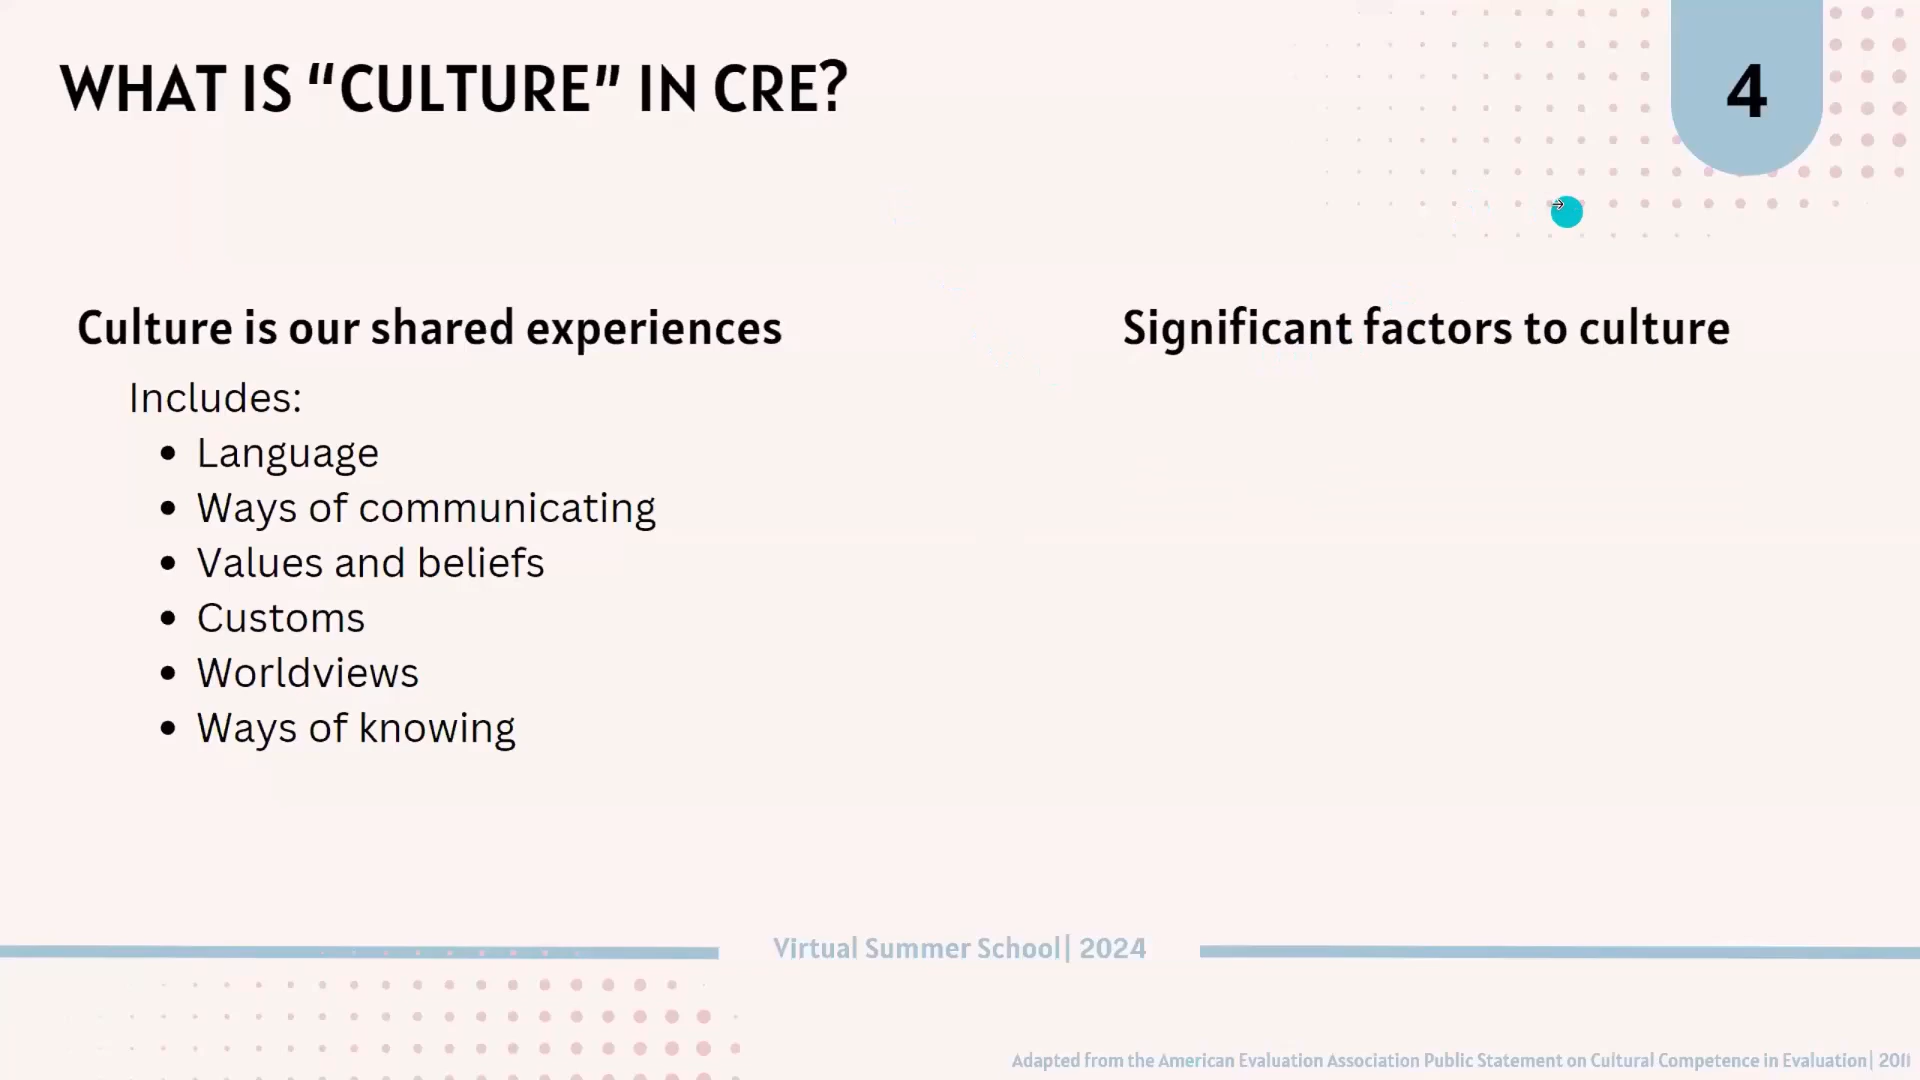 WHAT IS “CULTURE” IN CRE?
4
Culture is our shared experiences
Includes:
• Language
• Ways of communicating
• Values and beliefs
• Customs
• Worldviews
• Ways of knowing
Significant factors to culture
Virtual Summer School| 2024
Adapted from the American Evaluation Association Public Statement on Cultural Competence in Evaluation| 2011